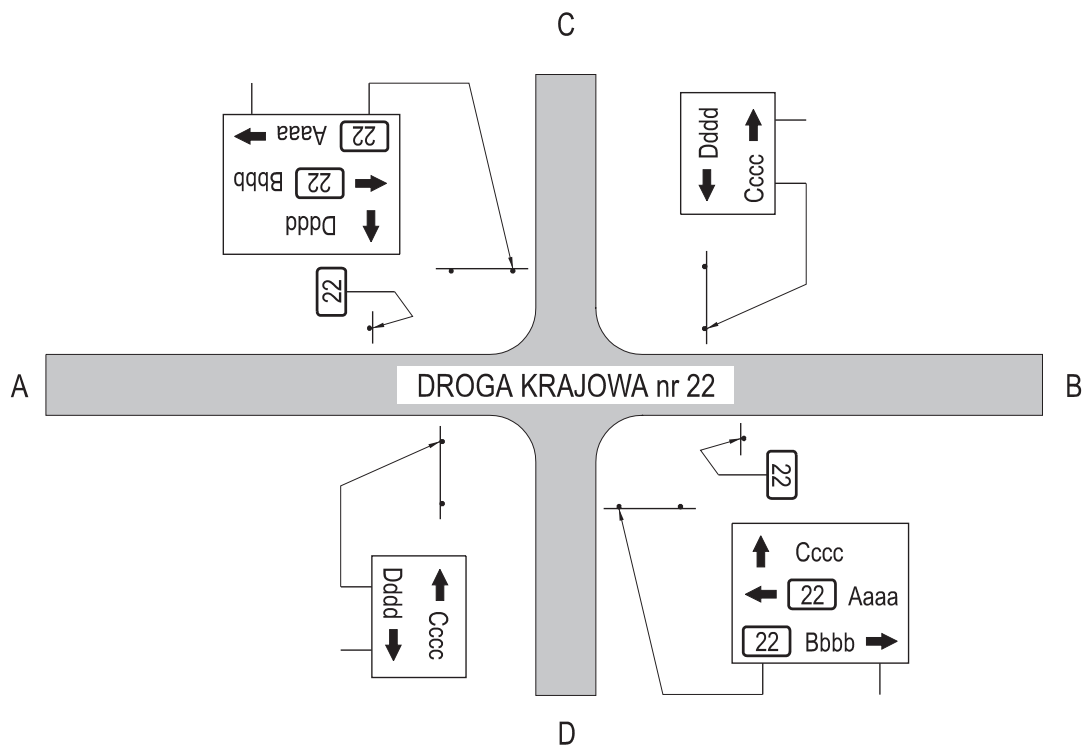 C
22 Aaaa
Bbbb 22
Dddd
Dddd
Cccc
22
A
DROGA KRAJOWA nr 22
B
22
Dddd
Cccc
Cccc
22 Aaaa
22 Bbbb
D